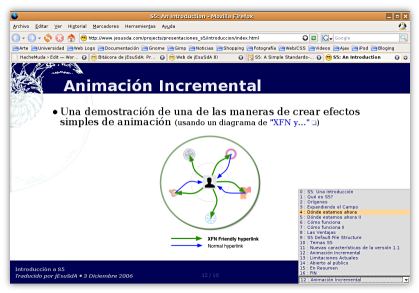 S5: An Introduction - Mozilla Firefox
Archivo Editar Ver Ir Historial Marcadores Herramientas Ayuda
http://www.jesusda.com/projects/presentaciones_s5/introduccion/index.html
Google
Arte Universidad Web Logs Documentación Gnome Gimp Noticias Shopping Fotografía Web/CSS Videos Ajax iPod Bloging
HacheMuda › Edit — W...
Bitácora de JEsuSdA :P...
Web de JEsuSdA !!!
S5: A Simple Standards-...
S5: An Introduction
Animación Incremental
• Una demostración de una de las maneras de crear efectos
simples de animación (usando un diagrama de "XFN y..." ;-)
XFN Friendly hyperlink
Normal hyperlink
Introducción a S5
Traducido por JEsuSdA • 3 Diciembre 2006
12 / 16
0 : S5: Una introducción
1 : Qué es S5?
2 : Orígenes
3 : Expandiendo el Campo
4 : Dónde estamos ahora
5 : Dónde estamos ahora II
6 : Cómo funciona
7 : Cómo funciona II
8 : Las Ventajas
9 : S5 Default File Structure
10 : Temas S5
11 : Nuevas características de la versión 1.1
12 : Animación Incremental
13 : Limitaciones Actuales
14 : Abierto al público
15 : En Resumen
16 : FIN
12 : Animación Incremental